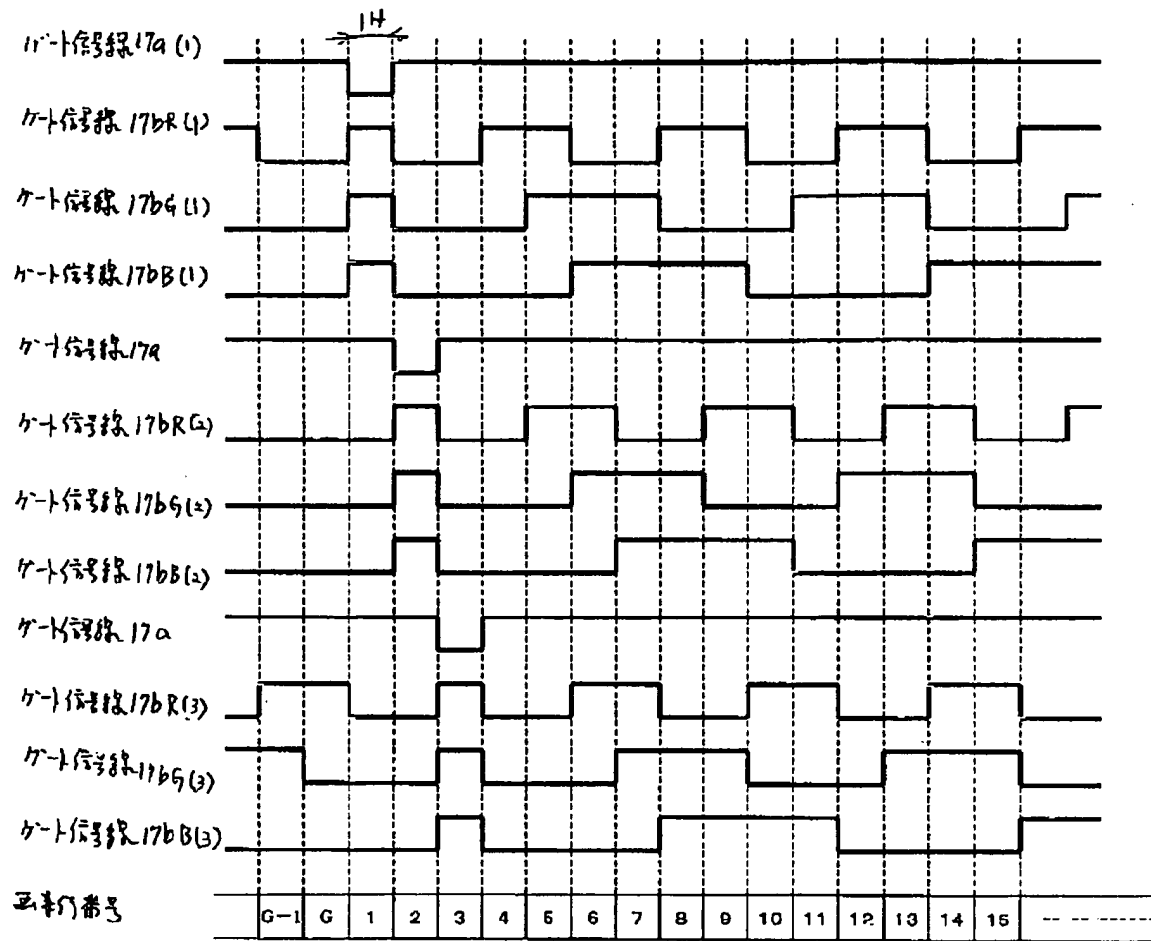 1H
ゲート信号線17a(1)
ゲート信号線17bR(1)
ゲート信号線17bG(1)
ゲート信号線17bB(1)
ゲート信号線17a
ゲート信号線17bR(2)
ゲート信号線17bG(2)
ゲート信号線17bB(2)
ゲート信号線17a
ゲート信号線17bR(3)
ゲート信号線17bG(3)
ゲート信号線17bB(3)
画素行番号 G-1 G 1 2 3 4 5 6 7 8 9 10 11 12 13 14 15